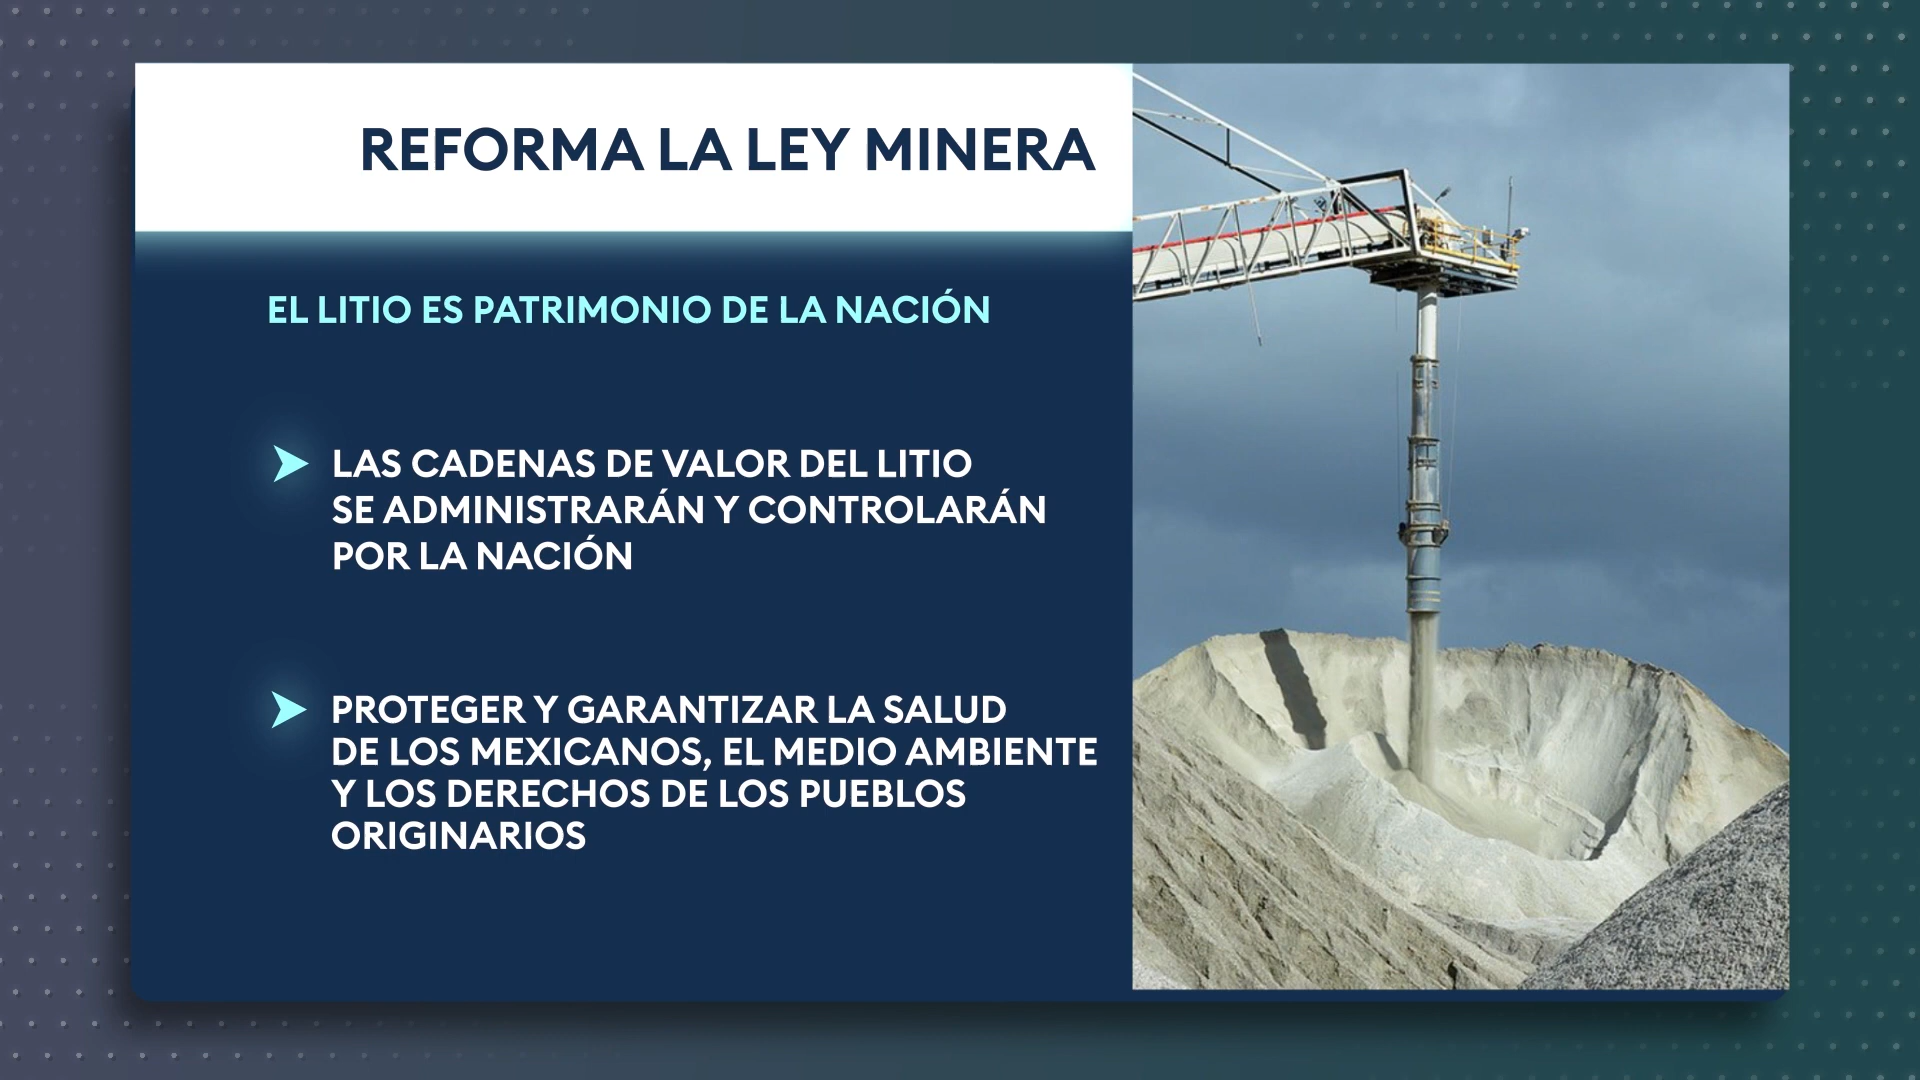 REFORMA LA LEY MINERA
EL LITIO ES PATRIMONIO DE LA NACIÓN
LAS CADENAS DE VALOR DEL LITIO
SE ADMINISTRARÁN Y CONTROLARÁN
POR LA NACIÓN
PROTEGER Y GARANTIZAR LA SALUD
DE LOS MEXICANOS, EL MEDIO AMBIENTE
Y LOS DERECHOS DE LOS PUEBLOS
ORIGINARIOS